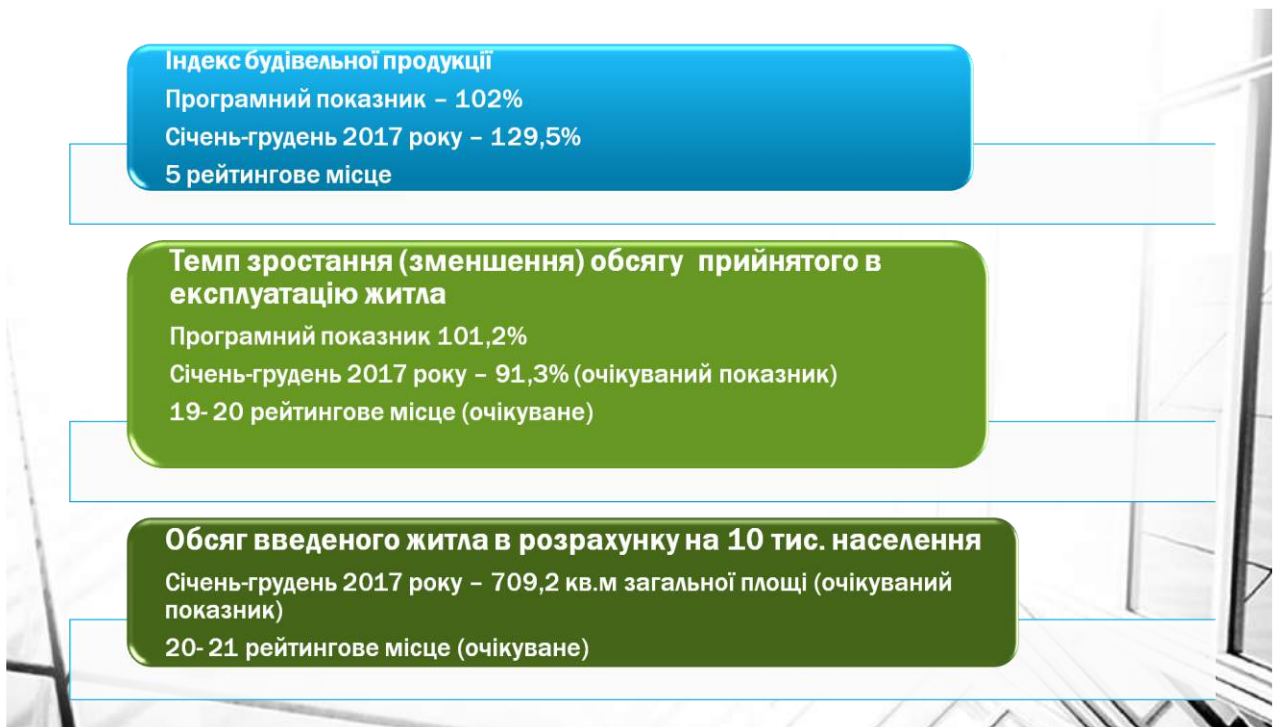 Індекс будівельної продукції
Програмний показник – 102%
Січень-грудень 2017 року – 129,5%
5 рейтингове місце
Темп зростання (зменшення) обсягу прийнятого в
експлуатацію житла
Програмний показник 101,2%
Січень-грудень 2017 року – 91,3% (очікуваний показник)
19- 20 рейтингове місце (очікуване)
Обсяг введеного житла в розрахунку на 10 тис. населення
Січень-грудень 2017 року – 709,2 кв.м загальної площі (очікуваний
показник)
20- 21 рейтингове місце (очікуване)